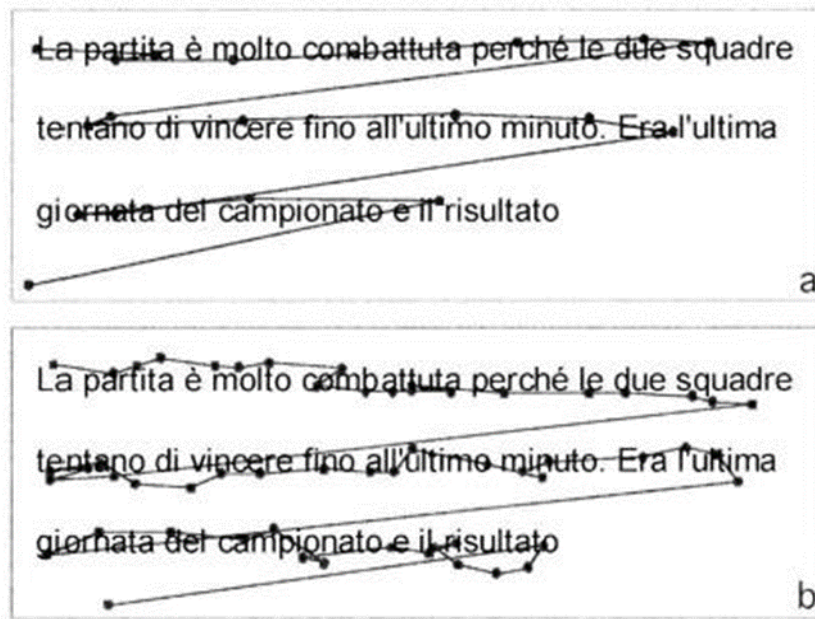 La partita è molto combattuta perché le due squadre
tentano di vincere fino all'ultimo minuto. Era l'ultima
giornata del campionato e il risultato
a
La partita è molto combattuta perché le due squadre
tentano di vincere fino all'ultimo minuto. Era l'ultima
giornata del campionato e il risultato
b